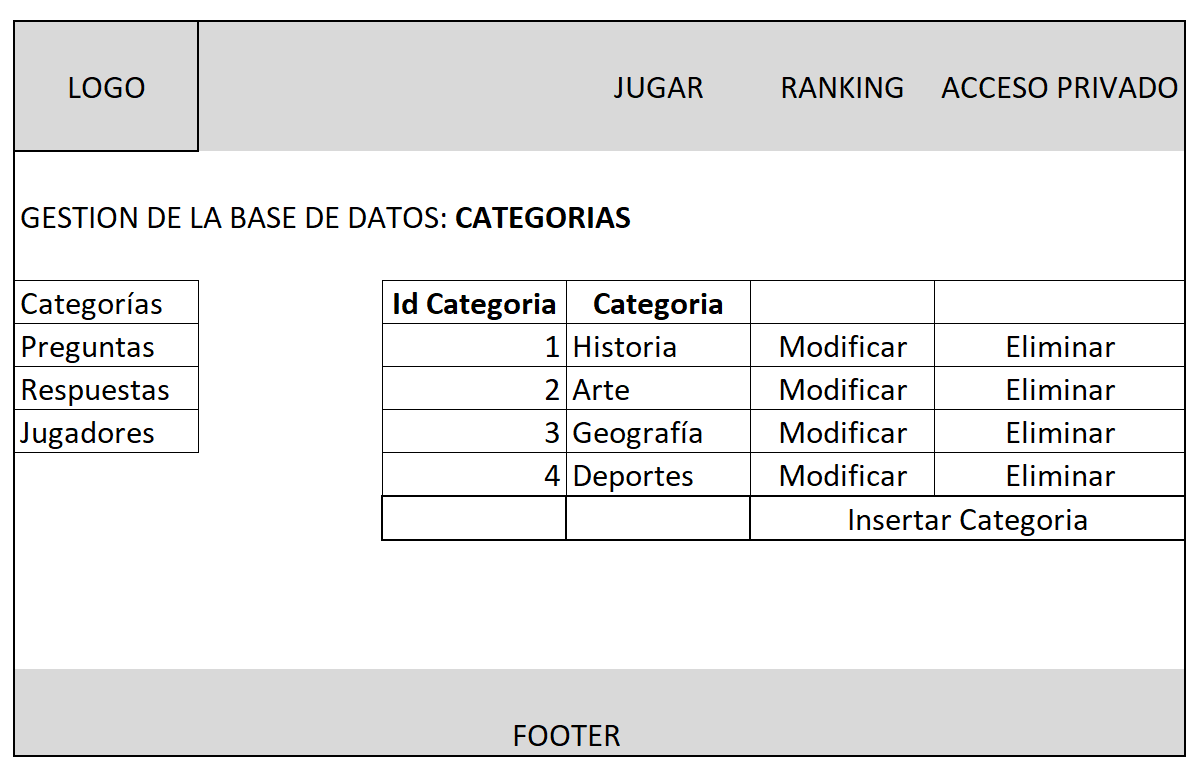 LOGO JUGAR RANKING ACCESO PRIVADO
GESTION DE LA BASE DE DATOS: CATEGORIAS
Categorías
Preguntas
Respuestas
Jugadores
Id Categoria Categoria
1 Historia Modificar Eliminar
2 Arte Modificar Eliminar
3 Geografía Modificar Eliminar
4 Deportes Modificar Eliminar
Insertar Categoria
FOOTER